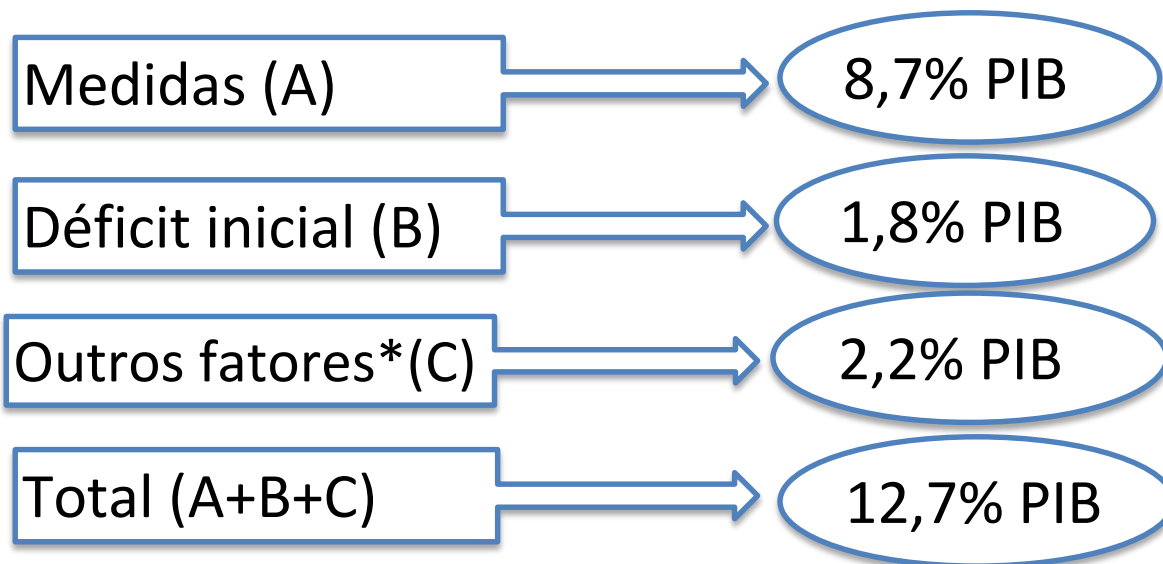 Medidas (A) 8,7% PIB
Déficit inicial (B) 1,8% PIB
Outros fatores*(C) 2,2% PIB
Total (A+B+C) 12,7% PIB